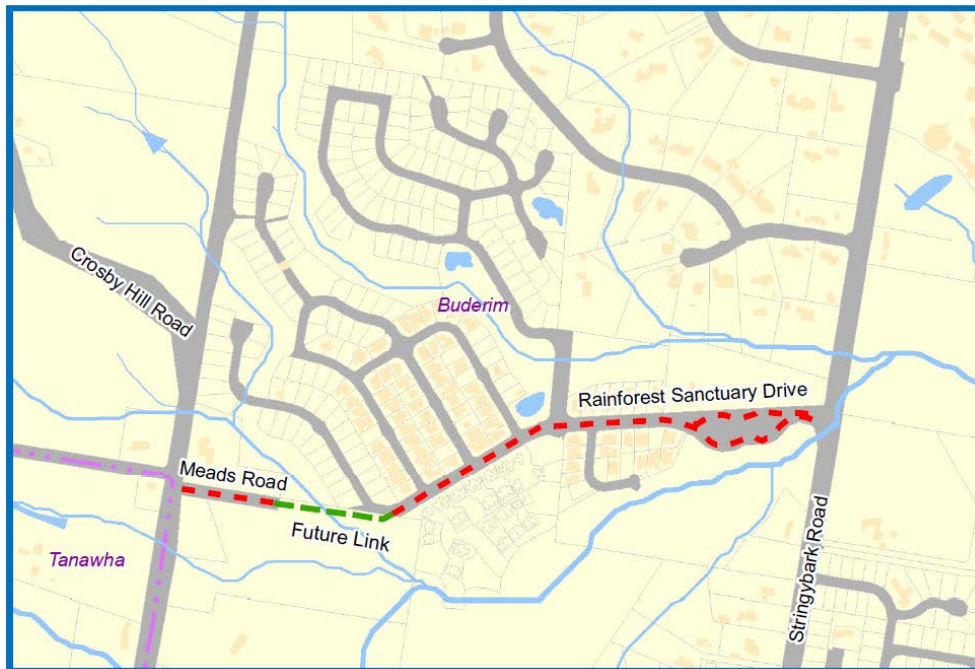 Crosby Hill Road
Buderim
Rainforest Sanctuary Drive
Meads Road
Future Link
Tanawha
Stringybark Road